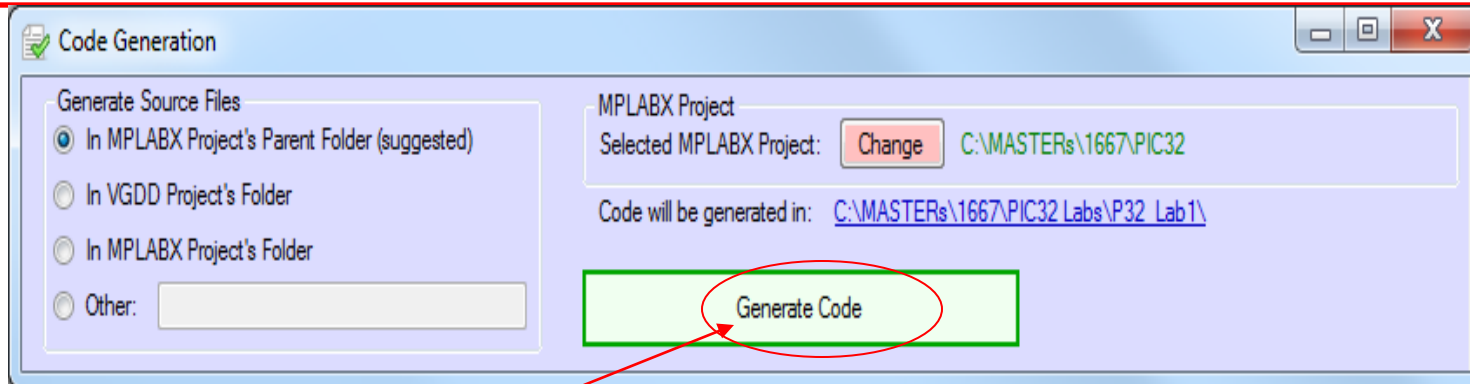 Code Generation
Generate Source Files
In MPLABX Project's Parent Folder (suggested)
In VGDD Project's Folder
In MPLABX Project's Folder
Other:
MPLABX Project
Selected MPLABX Project: Change C:\MASTERs\1667\PIC32
Code will be generated in: C:\MASTERs\1667\PIC32 Labs\P32_Lab1\
Generate Code